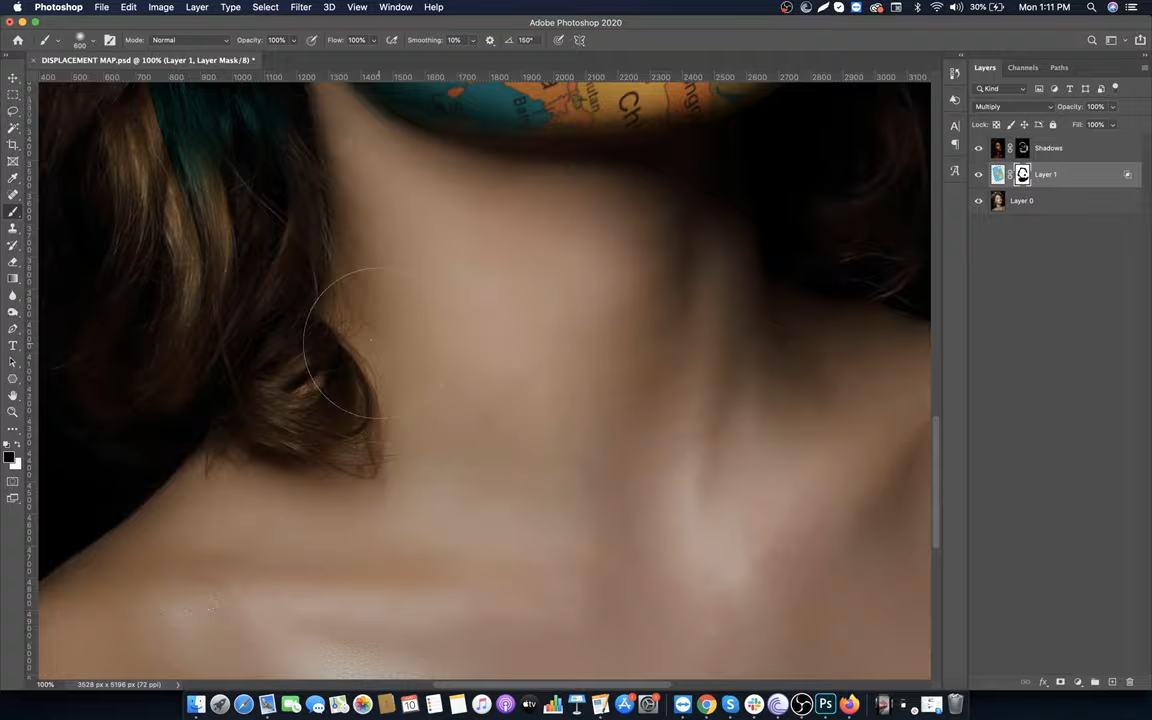 Photoshop File Edit Image Layer Type Select Filter 3D View Window Help 30% Mon 1:11 PM
Adobe Photoshop 2020
600 Mode: Normal Opacity: 100% Flow: 100% Smoothing: 10% 150°
× DISPLACEMENT MAP.psd @ 100% (Layer 1, Layer Mask/8) *
400 500 600 700 800 900 1000 1100 1200 1300 1400 1500 1600 1700 1800 1900 2000 2100 2200 2300 2400 2500 2600 2700 2800 2900 3000 3100
Layers Channels Paths
Kind
Multiply Opacity: 100%
Lock: Fill: 100%
Shadows
Layer 1
Layer 0
utan
Ch
100% 3528 px x 5196 px (72 ppi)